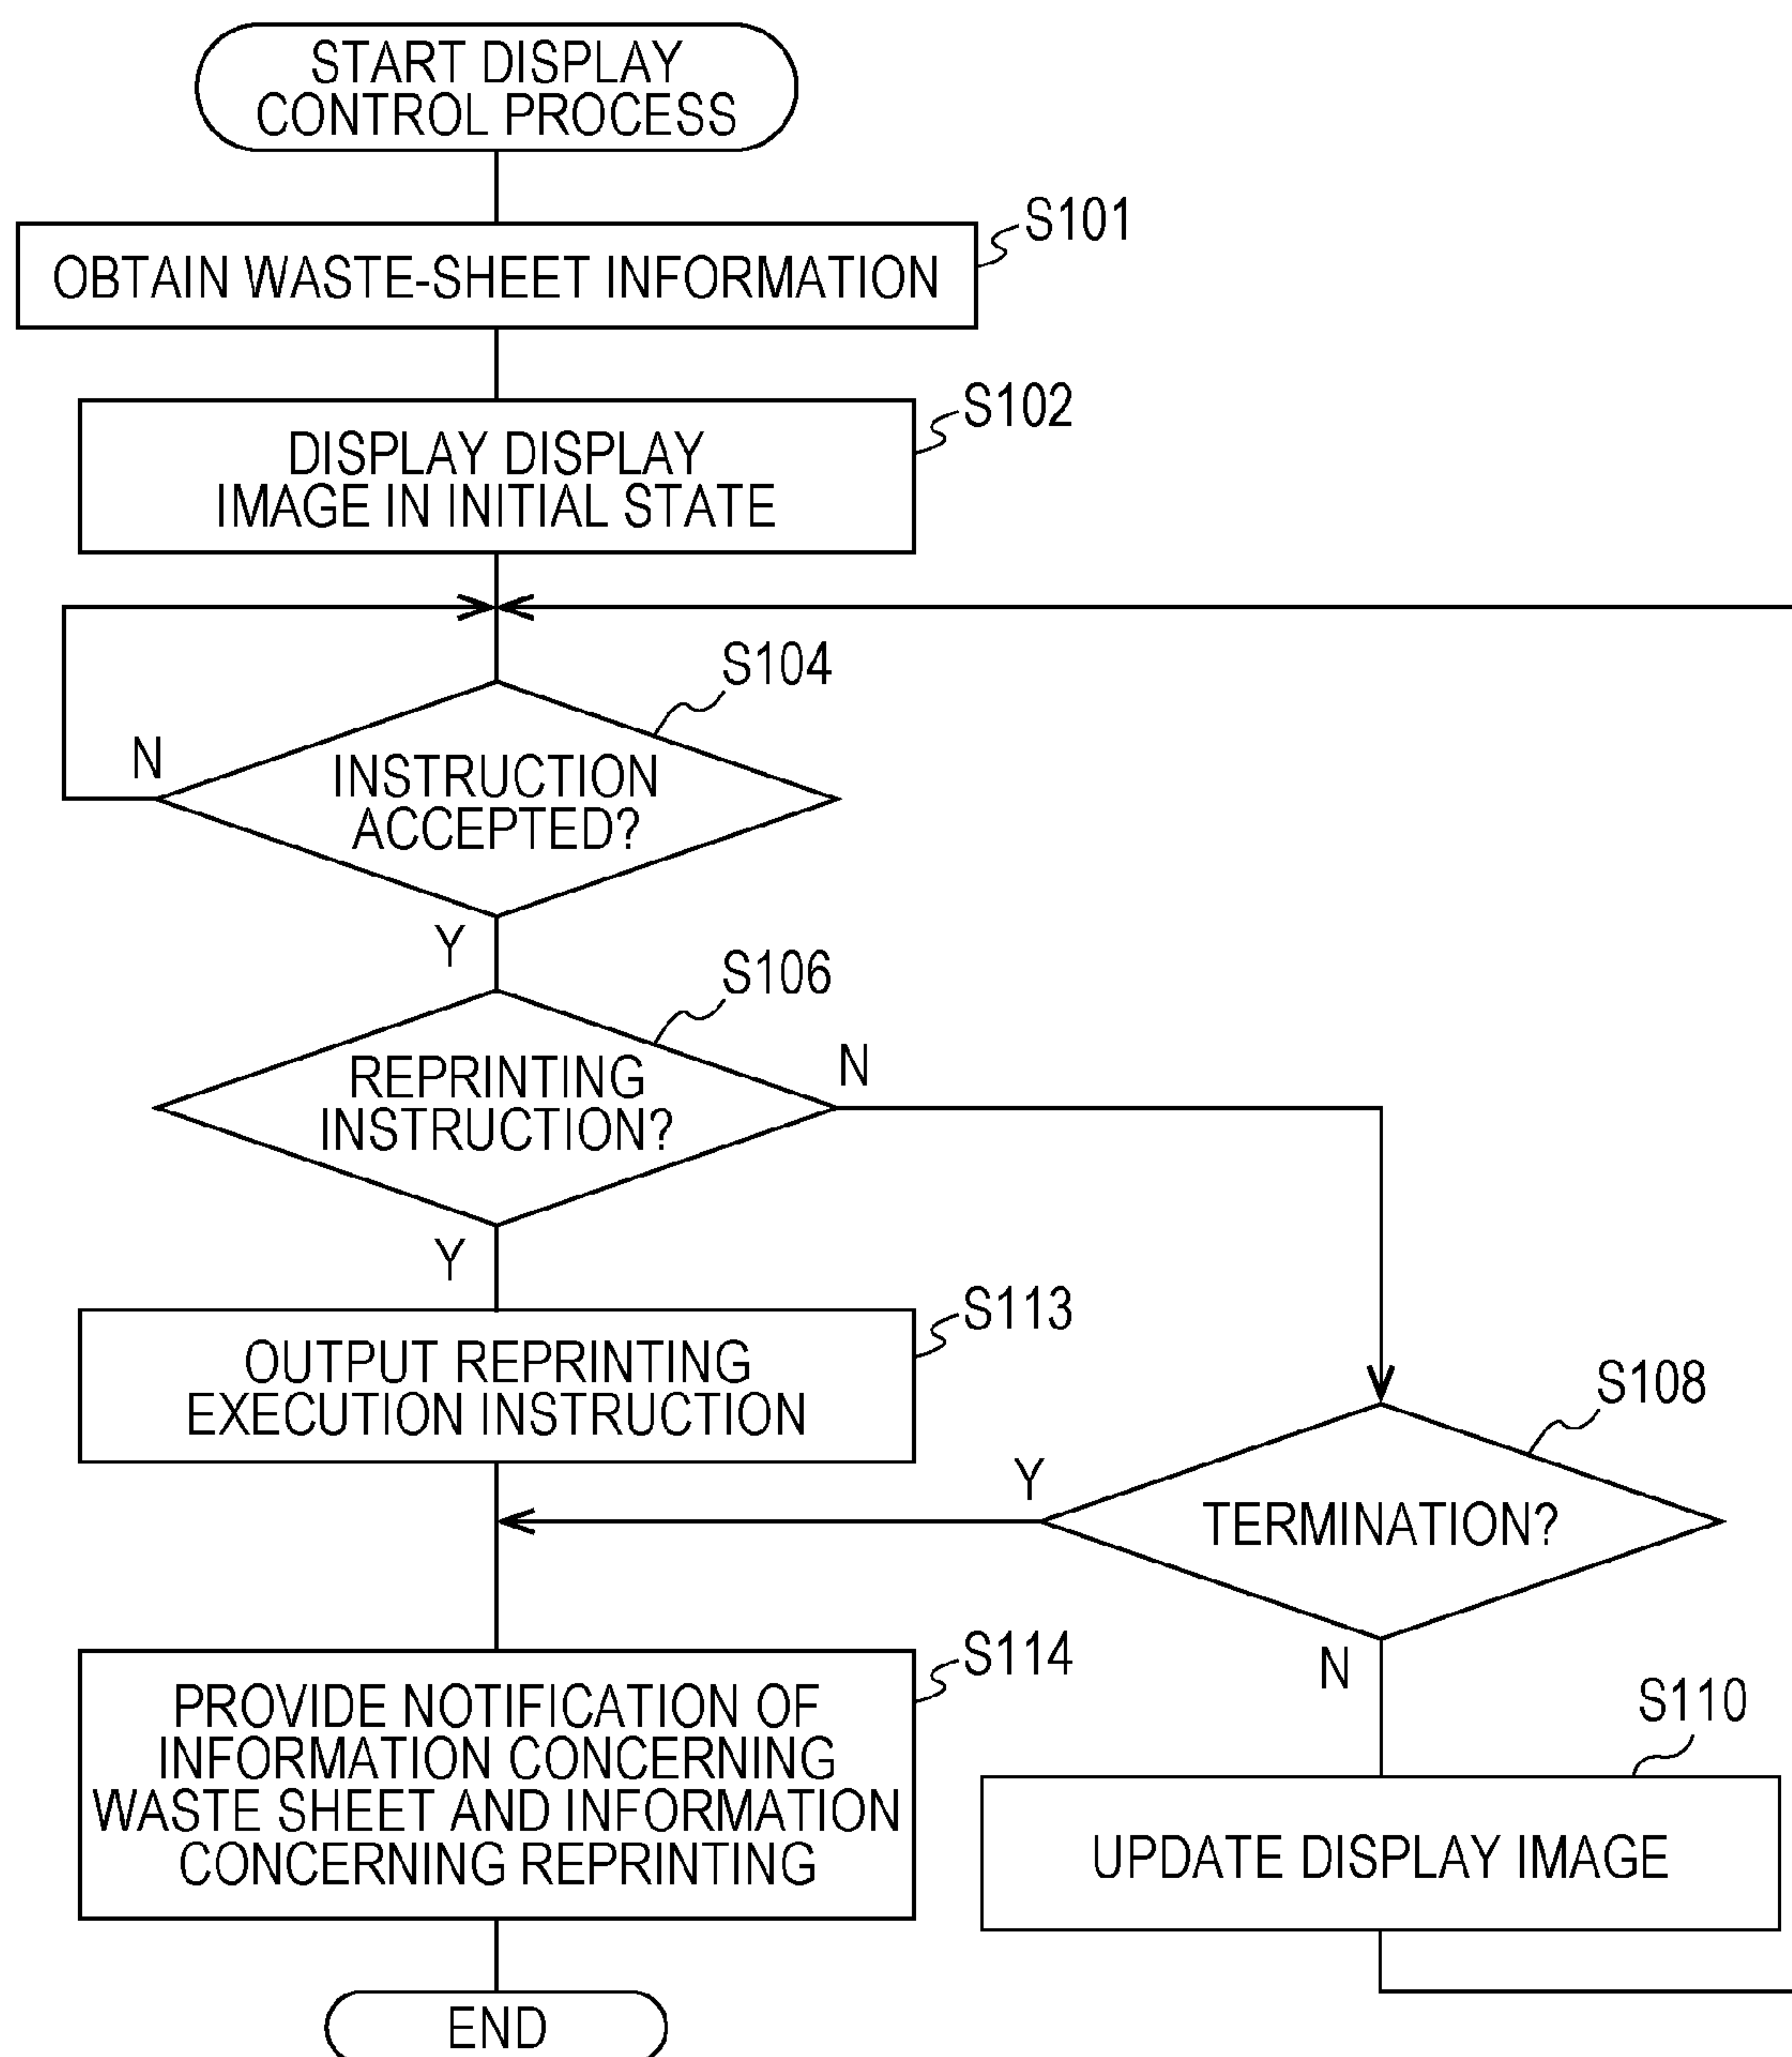 START DISPLAY
CONTROL PROCESS
S101
OBTAIN WASTE-SHEET INFORMATION
S102
DISPLAY DISPLAY
IMAGE IN INITIAL STATE
S104
N
INSTRUCTION
ACCEPTED?
Y
S106
N
REPRINTING
INSTRUCTION?
Y
S113
OUTPUT REPRINTING
EXECUTION INSTRUCTION
S108
Y
TERMINATION?
N
S114
PROVIDE NOTIFICATION OF
INFORMATION CONCERNING
WASTE SHEET AND INFORMATION
CONCERNING REPRINTING
S110
UPDATE DISPLAY IMAGE
END